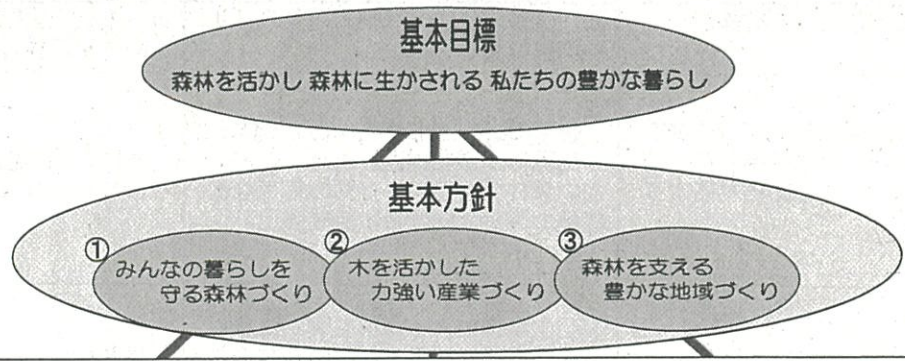 基本目標
森林を活かし 森林に生かされる 私たちの豊かな暮らし
基本方針
①
みんなの暮らしを
守る森林づくり
②
木を活かした
力強い産業づくり
③
森林を支える
豊かな地域づくり